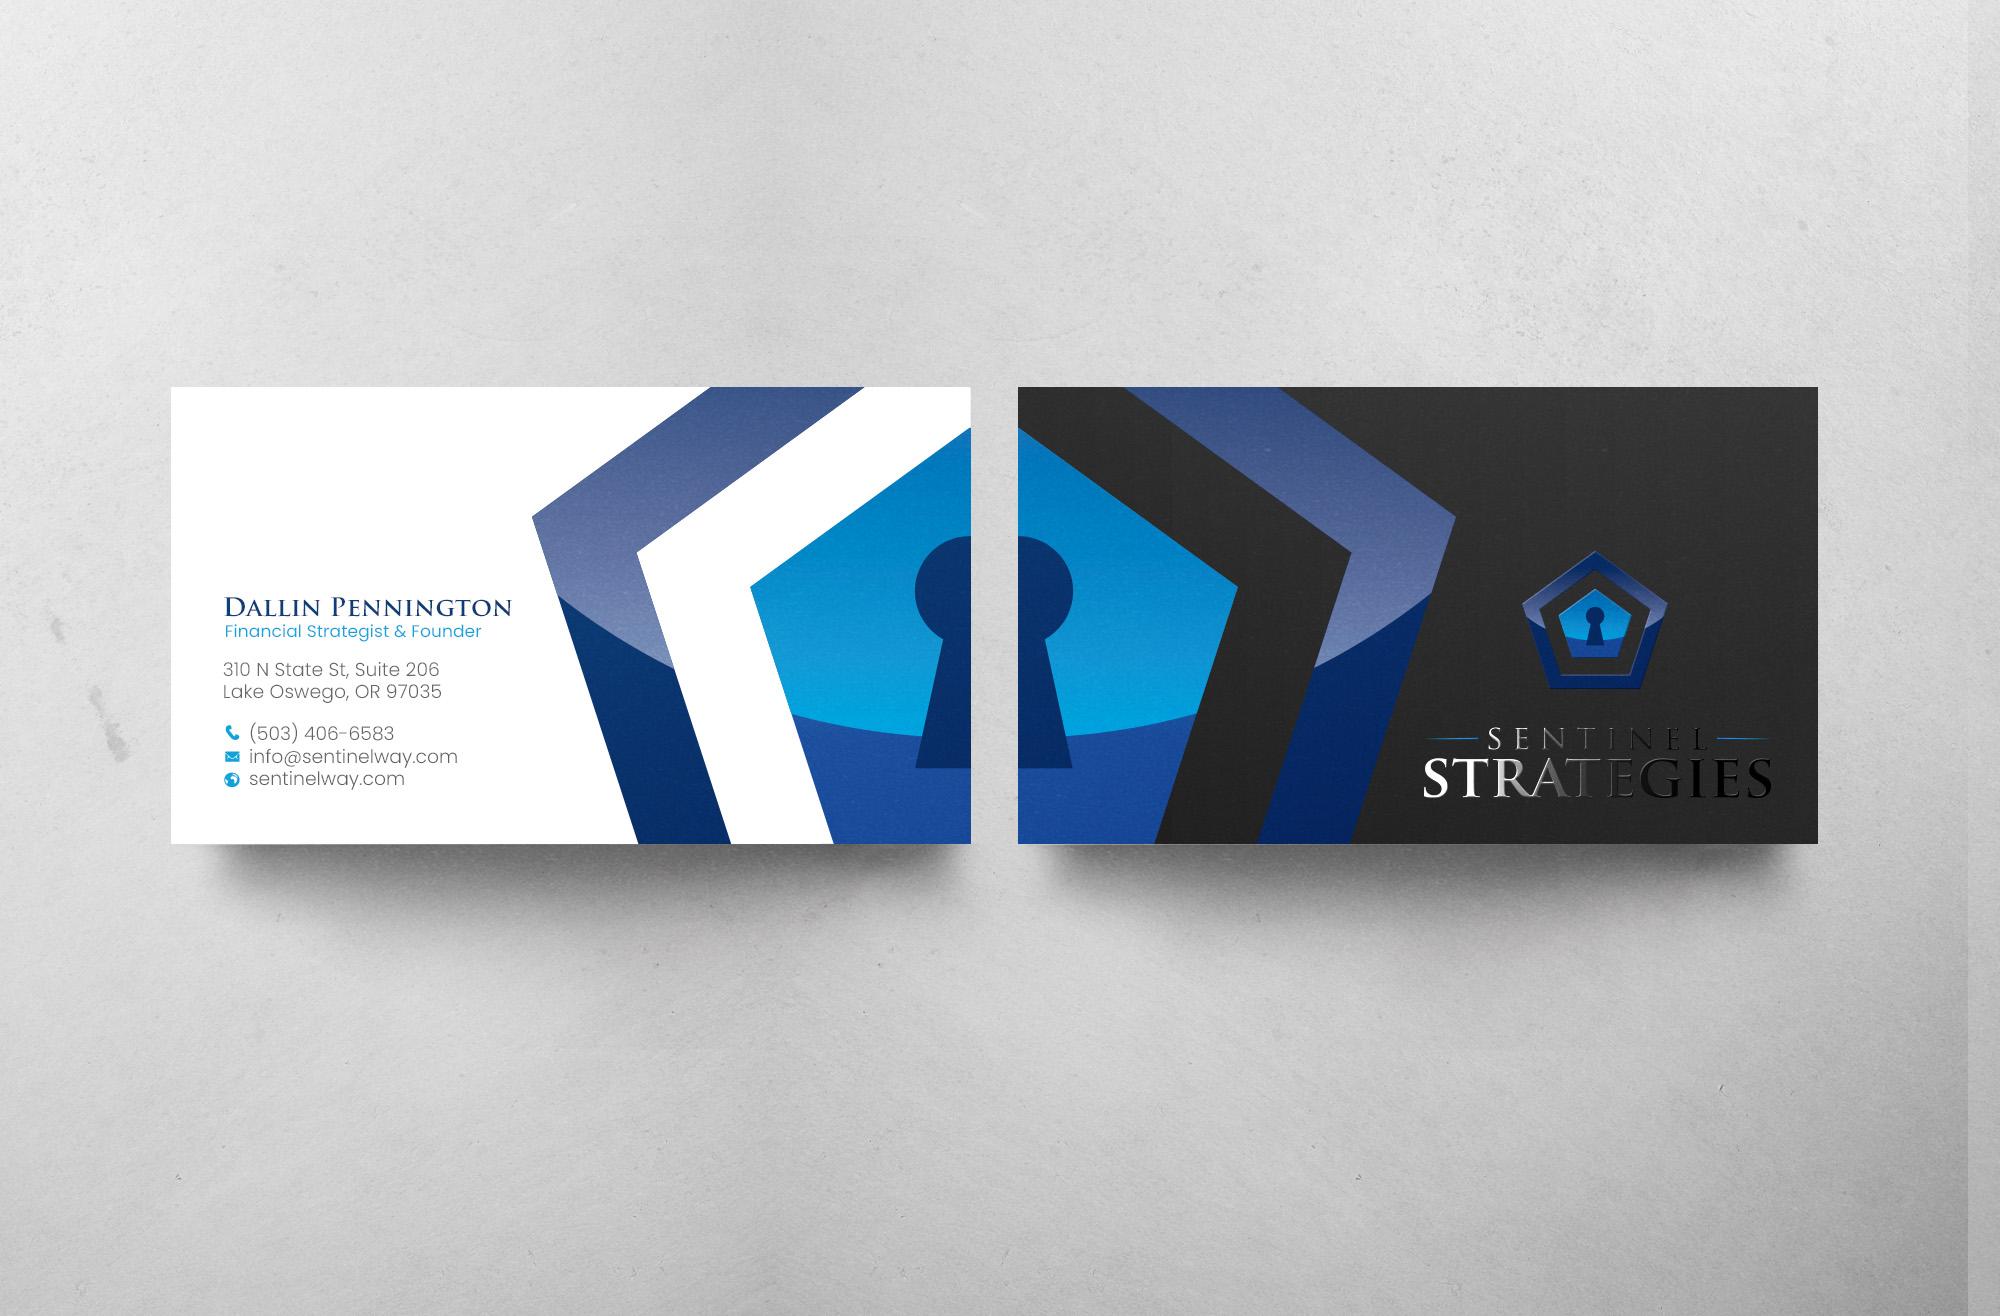 Dallin Pennington
Financial Strategist & Founder
310 N State St, Suite 206
Lake Oswego, OR 97035
(503) 406-6583
info@sentinelway.com
sentinelway.com
SENTINEL
STRATEGIES